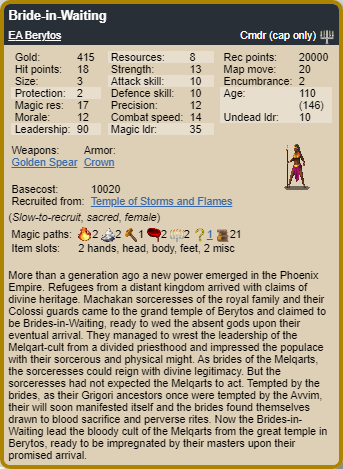 Bride-in-Waiting
EA Berytos Cmdr (cap only)
Gold: 415 Resources: 8 Rec points: 20000
Hit points: 18 Strength: 13 Map move: 20
Size: 3 Attack skill: 10 Encumbrance: 2
Protection: 2 Defence skill: 10 Age: 110
Magic res: 17 Precision: 12 (146)
Morale: 12 Combat speed: 14 Undead ldr: 10
Leadership: 90 Magic ldr: 35
Weapons: Armor:
Golden Spear Crown
Basecost: 10020
Recruited from: Temple of Storms and Flames
(Slow-to-recruit, sacred, female)
Magic paths: 2 2 1 2 2 ? 1 21
Item slots: 2 hands, head, body, feet, 2 misc
More than a generation ago a new power emerged in the Phoenix
Empire. Refugees from a distant kingdom arrived with claims of
divine heritage. Machakan sorceresses of the royal family and their
Colossi guards came to the grand temple of Berytos and claimed to
be Brides-in-Waiting, ready to wed the absent gods upon their
eventual arrival. They managed to wrest the leadership of the
Melqart-cult from a divided priesthood and impressed the populace
with their sorcerous and physical might. As brides of the Melqarts,
the sorceresses could reign with divine legitimacy. But the
sorceresses had not expected the Melqarts to act. Tempted by the
brides, as their Grigori ancestors once were tempted by the Avvim,
their will soon manifested itself and the brides found themselves
drawn to blood sacrifice and perverse rites. Now the Brides-in-
Waiting lead the bloody cult of the Melqarts from the great temple in
Berytos, ready to be impregnated by their masters upon their
promised arrival.